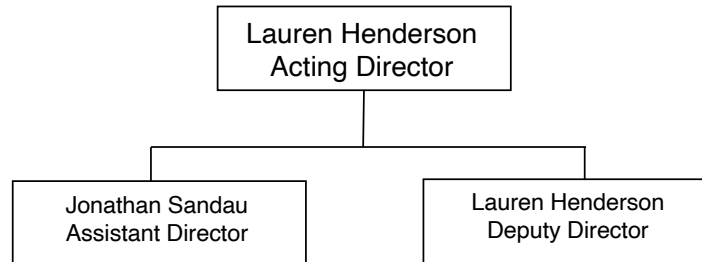 Lauren Henderson
Acting Director
Jonathan Sandau
Assistant Director
Lauren Henderson
Deputy Director